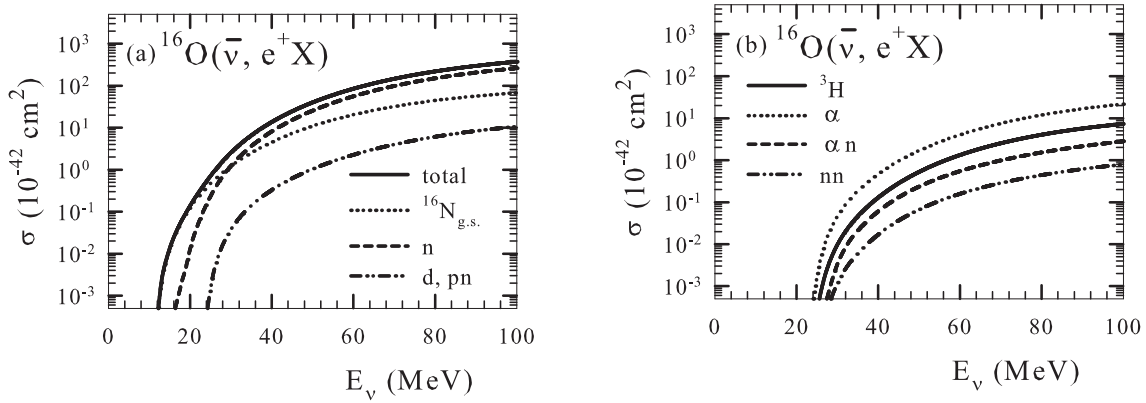 (a) ¹⁶O(ν̅, e⁺X)
σ (10⁻⁴² cm²)
10³
10²
10¹
10⁰
10⁻¹
10⁻²
10⁻³
total
¹⁶N_g.s.
n
d, pn
0 20 40 60 80 100
E_ν (MeV)
(b) ¹⁶O(ν̅, e⁺X)
σ (10⁻⁴² cm²)
10³
10²
10¹
10⁰
10⁻¹
10⁻²
10⁻³
³H
α
α n
nn
0 20 40 60 80 100
E_ν (MeV)